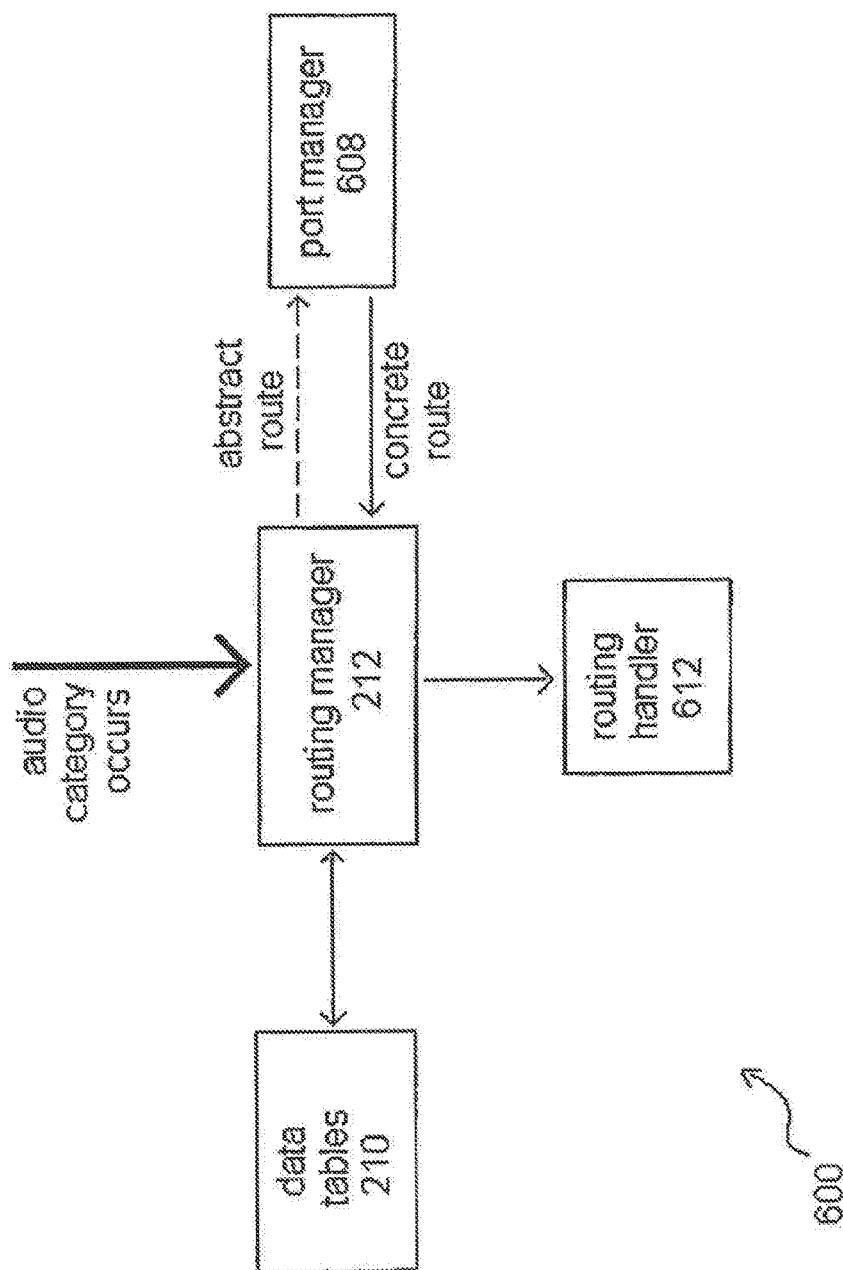 audio
category
occurs
data
tables
210
routing manager
212
abstract
route
concrete
route
port manager
608
routing
handler
612
600